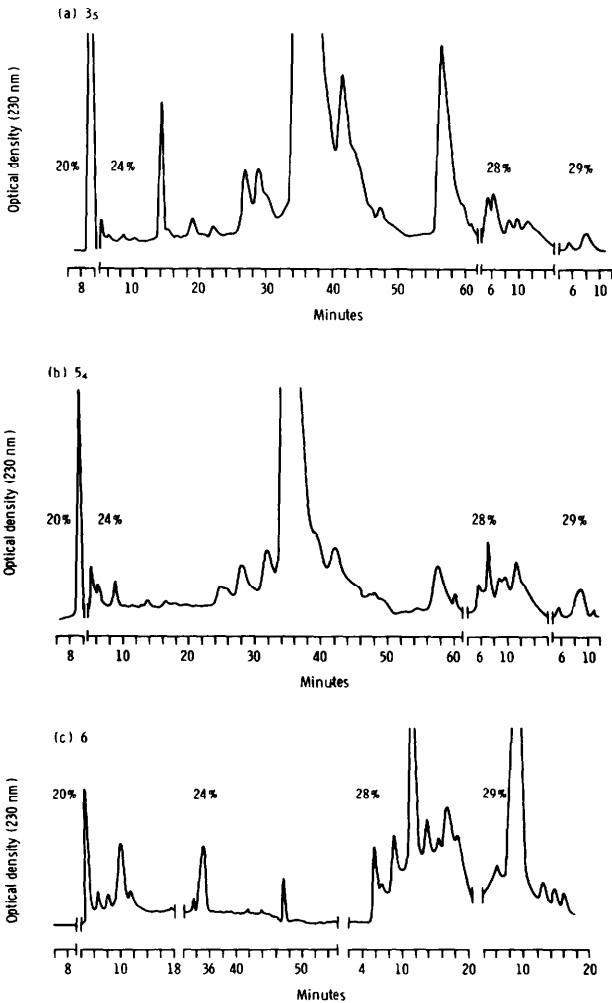 (a) 3₅
Optical density (230 nm)
20%
24%
28%
29%
8 10 20 30 40 50 60 6 10 6 10
Minutes
(b) 5₄
Optical density (230 nm)
20%
24%
28%
29%
8 10 20 30 40 50 60 6 10 6 10
Minutes
(c) 6
Optical density (230 nm)
20%
24%
28%
29%
8 10 18 36 40 50 4 10 20 10 20
Minutes